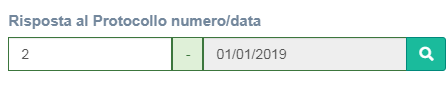 Risposta al Protocollo numero/data
2 - 01/01/2019